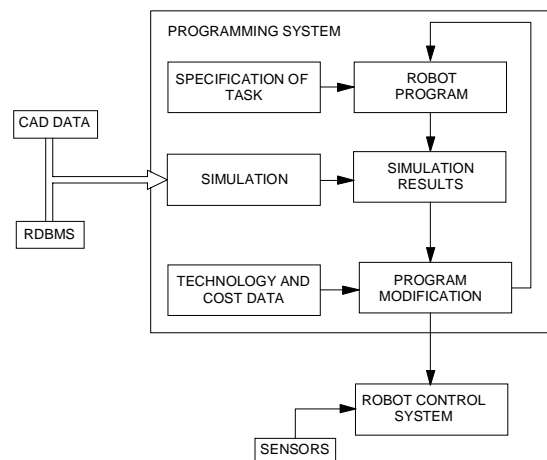 PROGRAMMING SYSTEM
SPECIFICATION OF
TASK
ROBOT
PROGRAM
CAD DATA
SIMULATION
SIMULATION
RESULTS
RDBMS
TECHNOLOGY AND
COST DATA
PROGRAM
MODIFICATION
ROBOT CONTROL
SYSTEM
SENSORS